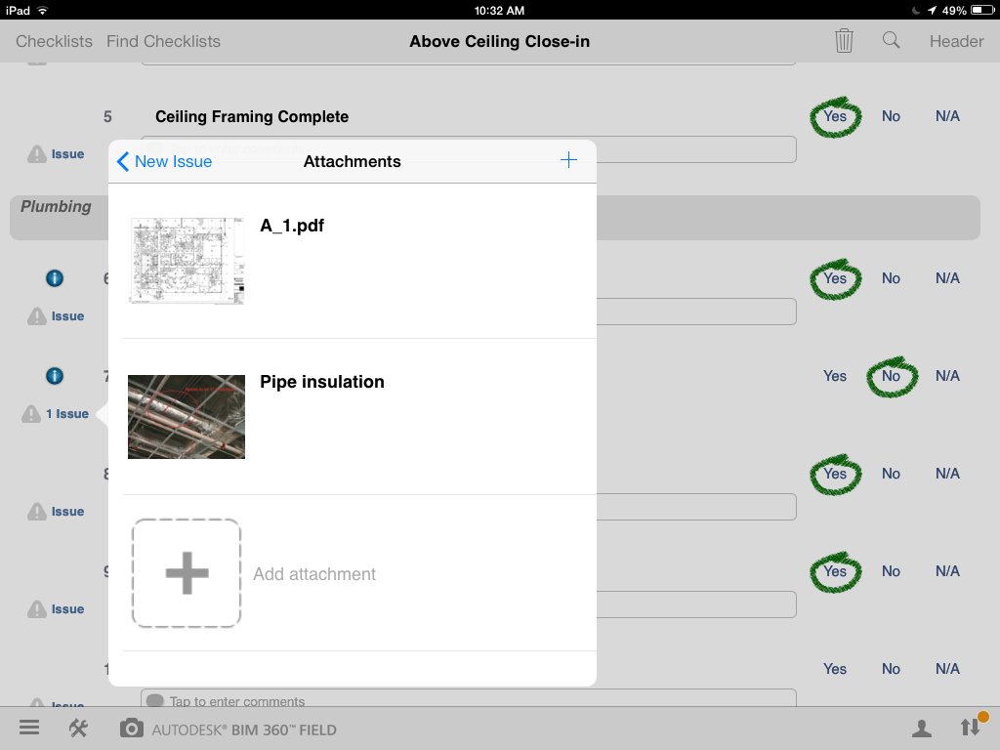 iPad 10:32 AM 49%
Checklists Find Checklists Above Ceiling Close-in Header
5 Ceiling Framing Complete Yes No N/A
Issue
New Issue Attachments
Plumbing
A_1.pdf
6 Yes No N/A
Issue
Pipe insulation
7 Yes No N/A
1 Issue
8 Yes No N/A
Issue
Add attachment
9 Yes No N/A
Issue
1 Yes No N/A
Issue Tap to enter comments
AUTODESK® BIM 360™ FIELD